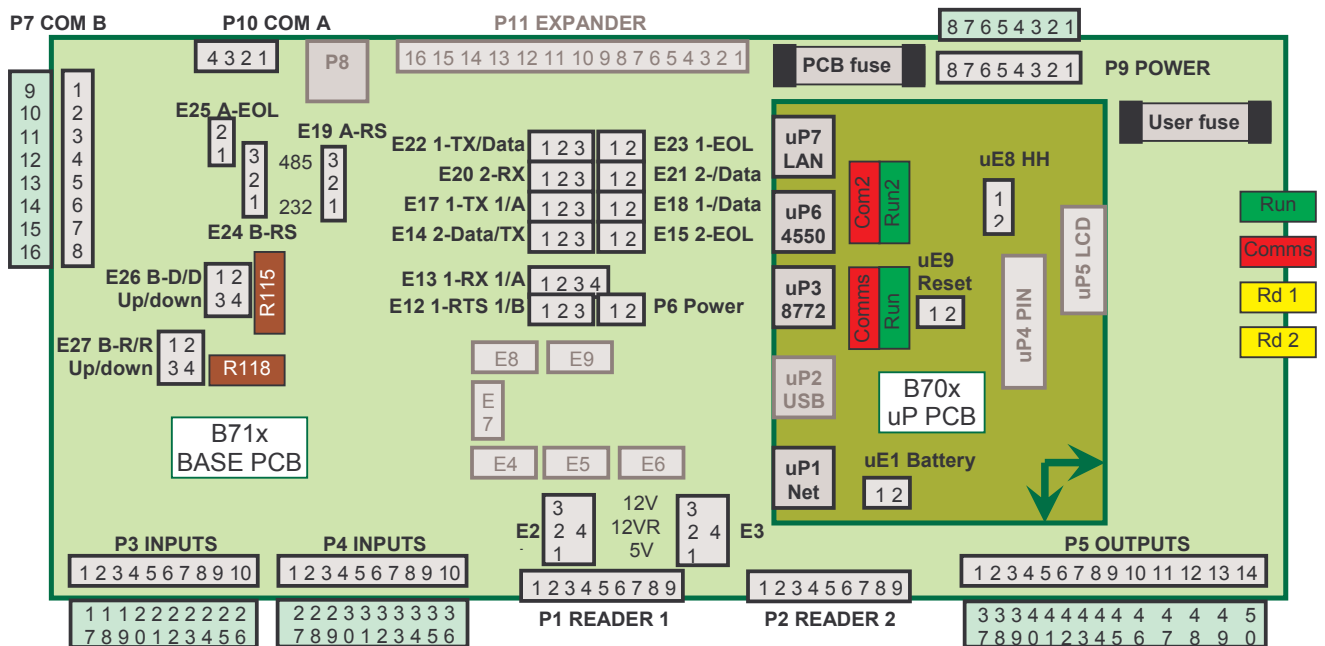 P7 COM B
P10 COM A
P11 EXPANDER
8 7 6 5 4 3 2 1
4 3 2 1
P8
16 15 14 13 12 11 10 9 8 7 6 5 4 3 2 1
PCB fuse
8 7 6 5 4 3 2 1
P9 POWER
9 1
10 2
11 3
12 4
13 5
14 6
15 7
16 8
E25 A-EOL
2
1
3
2
1
485
232
E24 B-RS
E19 A-RS
3
2
1
E22 1-TX/Data 1 2 3 1 2 E23 1-EOL
E20 2-RX 1 2 3 1 2 E21 2-/Data
E17 1-TX 1/A 1 2 3 1 2 E18 1-/Data
E14 2-Data/TX 1 2 3 1 2 E15 2-EOL
E13 1-RX 1/A 1 2 3 4
E12 1-RTS 1/B 1 2 3 1 2 P6 Power
User fuse
uP7
LAN
uP6
4550
Com2
Run2
uE8 HH
1
2
uP5 LCD
uP3
8772
Comms
Run
uE9
Reset
1 2
uP4 PIN
uP2
USB
B70x
uP PCB
uP1
Net
uE1 Battery
1 2
Run
Comms
Rd 1
Rd 2
E26 B-D/D
Up/down
1 2
3 4
R115
E27 B-R/R
Up/down
1 2
3 4
R118
B71x
BASE PCB
E8
E9
E
7
E4
E5
E6
E2
3
2 4
1
12V
12VR
5V
3
2 4
1
E3
P3 INPUTS
1 2 3 4 5 6 7 8 9 10
1 1 1 2 2 2 2 2 2 2
7 8 9 0 1 2 3 4 5 6
P4 INPUTS
1 2 3 4 5 6 7 8 9 10
2 2 2 3 3 3 3 3 3 3
7 8 9 0 1 2 3 4 5 6
1 2 3 4 5 6 7 8 9
P1 READER 1
1 2 3 4 5 6 7 8 9
P2 READER 2
P5 OUTPUTS
1 2 3 4 5 6 7 8 9 10 11 12 13 14
3 3 3 4 4 4 4 4 4 4 4 4 4 5
7 8 9 0 1 2 3 4 5 6 7 8 9 0